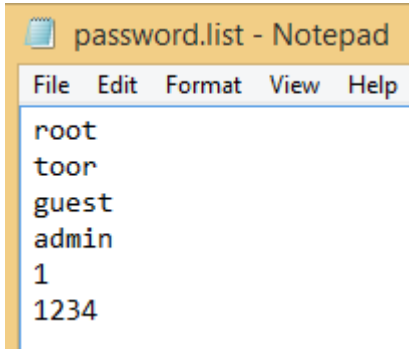 password.list - Notepad
File Edit Format View Help
root
toor
guest
admin
1
1234